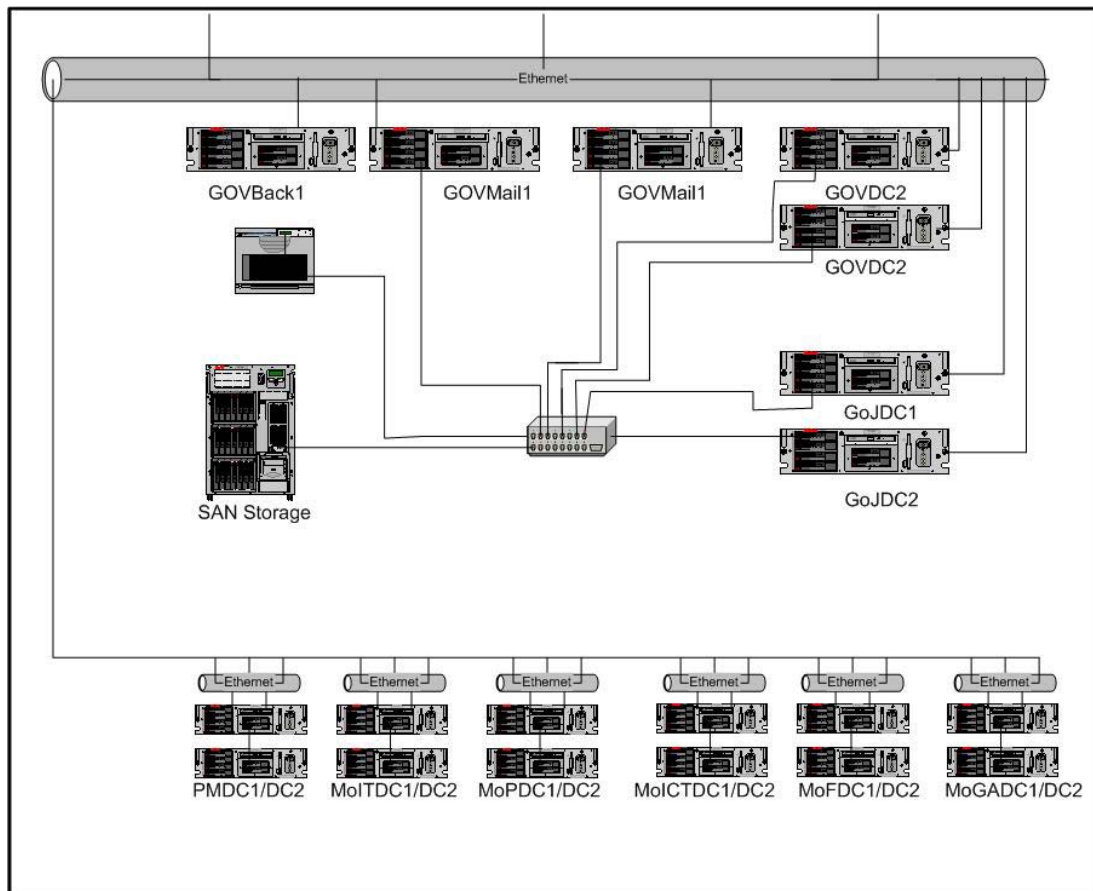 Ethernet
GOVBack1 GOVMail1 GOVMail1 GOVDC2
GOVDC2
GoJDC1
SAN Storage GoJDC2
Ethernet Ethernet Ethernet Ethernet Ethernet Ethernet
PMDC1/DC2 MoITDC1/DC2 MoPDC1/DC2 MoICTDC1/DC2 MoFDC1/DC2 MoGADC1/DC2